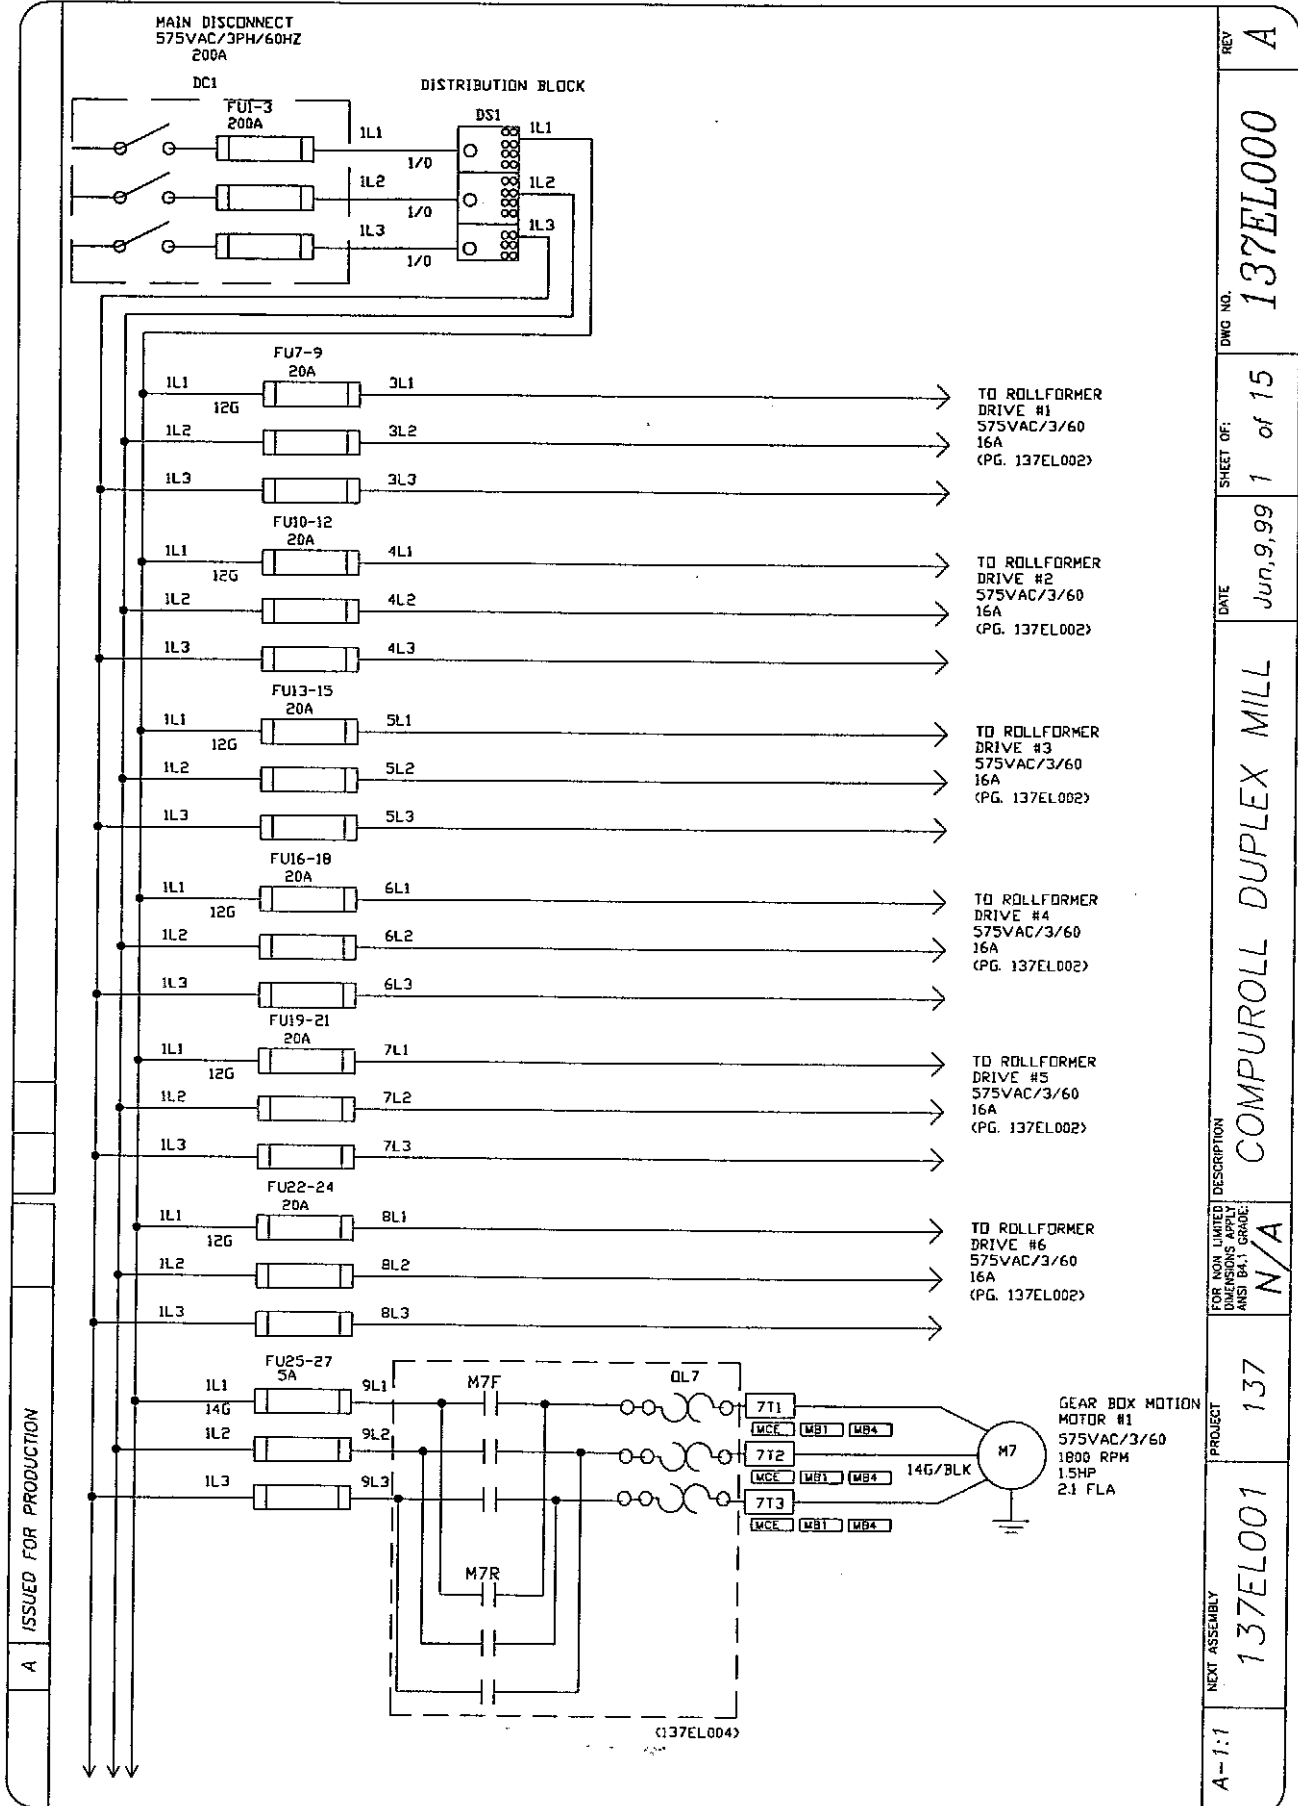 MAIN DISCONNECT
575VAC/3PH/60HZ
200A
DC1
DISTRIBUTION BLOCK
FU1-3
200A
DS1
1L1
1/0
1L1
1L2
1/0
1L2
1L3
1/0
1L3
FU7-9
20A
1L1
12G
3L1
1L2
3L2
1L3
3L3
TO ROLLFORMER
DRIVE #1
575VAC/3/60
16A
(PG. 137EL002)
FU10-12
20A
1L1
12G
4L1
1L2
4L2
1L3
4L3
TO ROLLFORMER
DRIVE #2
575VAC/3/60
16A
(PG. 137EL002)
FU13-15
20A
1L1
12G
5L1
1L2
5L2
1L3
5L3
TO ROLLFORMER
DRIVE #3
575VAC/3/60
16A
(PG. 137EL002)
FU16-18
20A
1L1
12G
6L1
1L2
6L2
1L3
6L3
TO ROLLFORMER
DRIVE #4
575VAC/3/60
16A
(PG. 137EL002)
FU19-21
20A
1L1
12G
7L1
1L2
7L2
1L3
7L3
TO ROLLFORMER
DRIVE #5
575VAC/3/60
16A
(PG. 137EL002)
FU22-24
20A
1L1
12G
8L1
1L2
8L2
1L3
8L3
TO ROLLFORMER
DRIVE #6
575VAC/3/60
16A
(PG. 137EL002)
FU25-27
5A
1L1
14G
9L1
1L2
9L2
1L3
9L3
M7F
OL7
M7R
7T1
MCE MB1 MB4
7T2
MCE MB1 MB4
7T3
MCE MB1 MB4
14G/BLK
M7
GEAR BOX MOTION
MOTOR #1
575VAC/3/60
1800 RPM
1.5HP
2.1 FLA
(137EL004)
A ISSUED FOR PRODUCTION
A-1:1
NEXT ASSEMBLY
137EL001
PROJECT
137
FOR NON LIMITED
DIMENSIONS APPLY
ANSI B4.1 GRADE:
N/A
DESCRIPTION
COMPUROLL DUPLEX MILL
DATE
Jun,9,99
SHEET OF:
1 of 15
DWG NO.
137EL000
REV
A